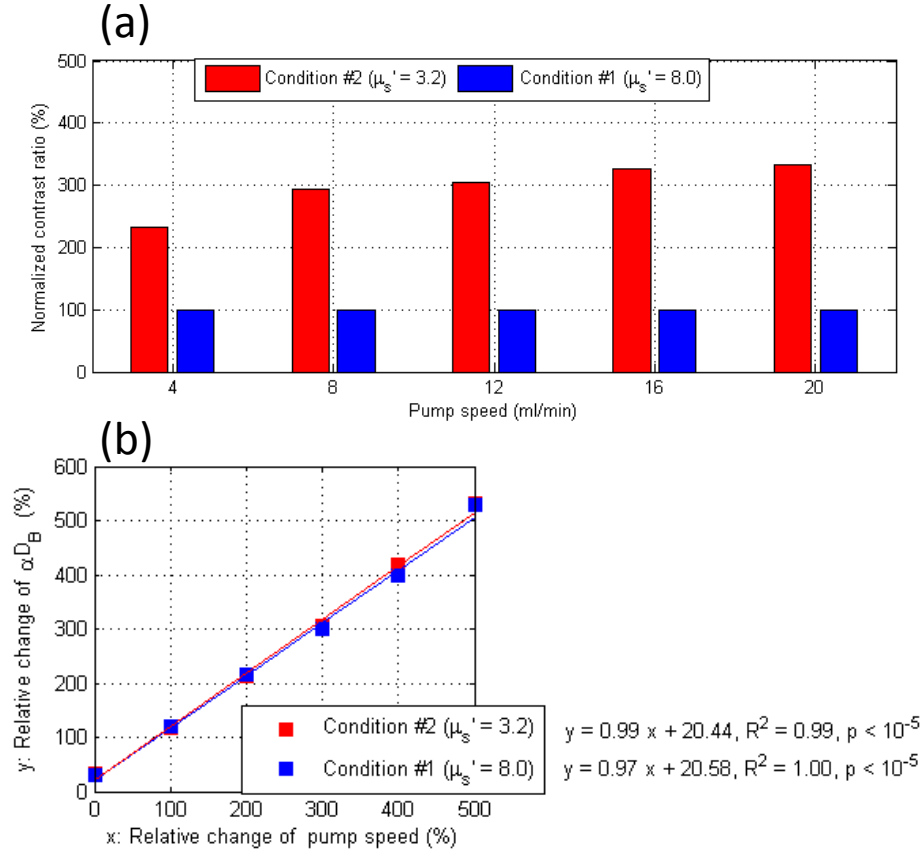 (a)
500
400
300
200
100
0
Normalized contrast ratio (%)
Condition #2 (μs' = 3.2) Condition #1 (μs' = 8.0)
4 8 12 16 20
Pump speed (ml/min)
(b)
600
500
400
300
200
100
0
y: Relative change of αDB (%)
Condition #2 (μs' = 3.2) y = 0.99 x + 20.44, R² = 0.99, p < 10⁻⁵
Condition #1 (μs' = 8.0) y = 0.97 x + 20.58, R² = 1.00, p < 10⁻⁵
0 100 200 300 400 500
x: Relative change of pump speed (%)